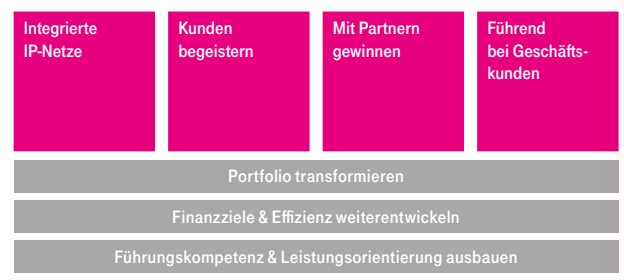 Integrierte
IP-Netze
Kunden
begeistern
Mit Partnern
gewinnen
Führend
bei Geschäfts-
kunden
Portfolio transformieren
Finanzziele & Effizienz weiterentwickeln
Führungskompetenz & Leistungsorientierung ausbauen